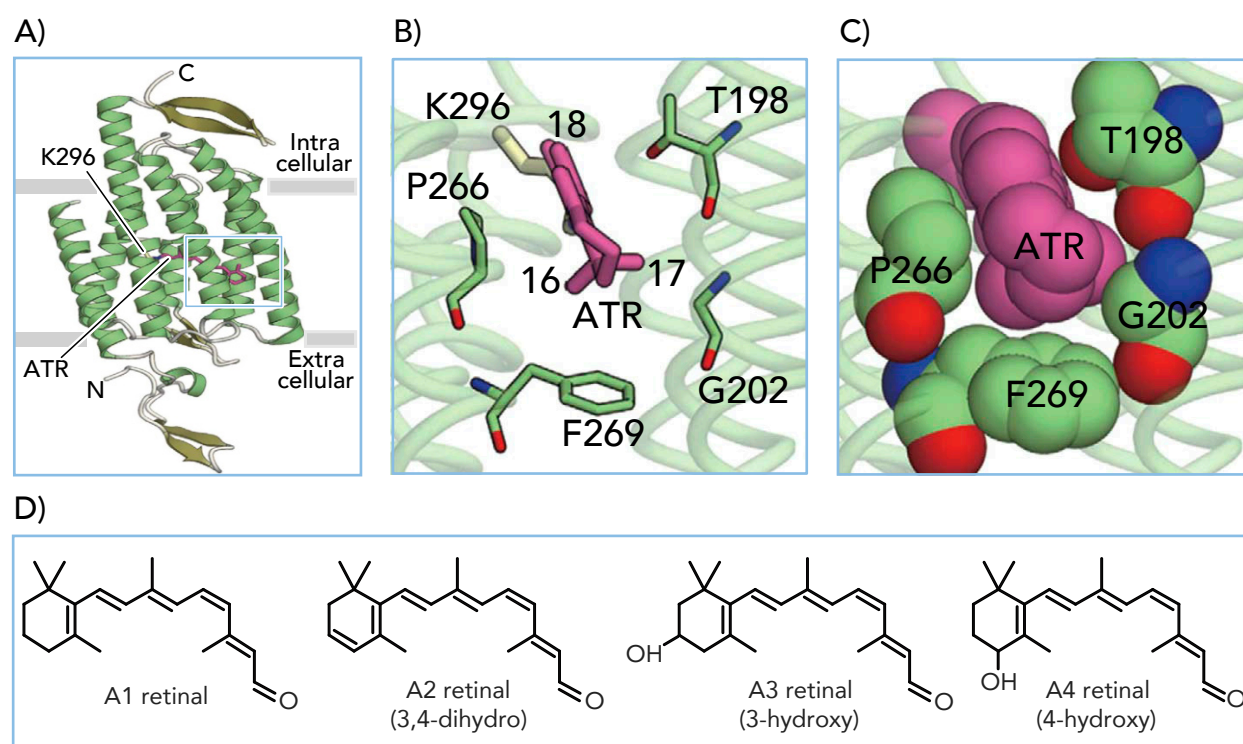 A)
C
K296
Intra
cellular
ATR
Extra
cellular
N
B)
K296
18
T198
P266
16
17
ATR
G202
F269
C)
T198
ATR
P266
G202
F269
D)
O
A1 retinal
O
A2 retinal
(3,4-dihydro)
OH
O
A3 retinal
(3-hydroxy)
OH
O
A4 retinal
(4-hydroxy)